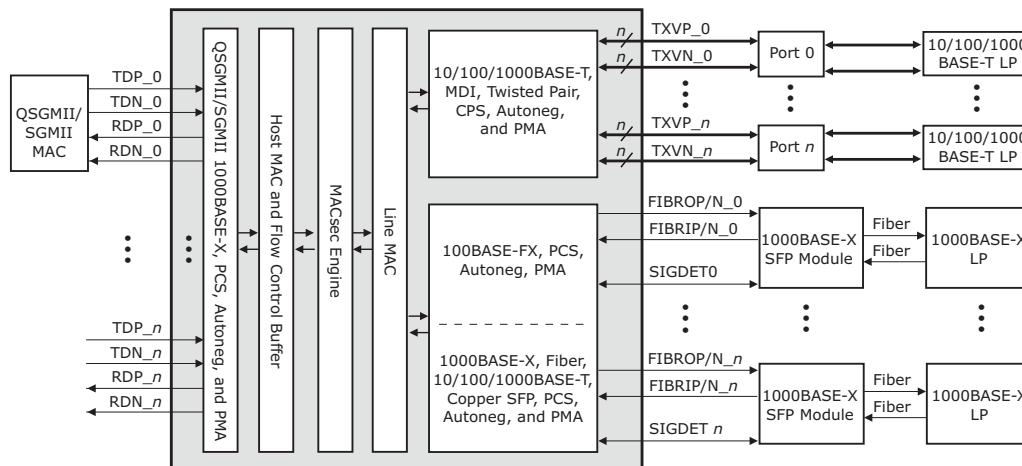 QSGMII/
SGMII
MAC
TDP_0
TDN_0
RDP_0
RDN_0
TDP_n
TDN_n
RDP_n
RDN_n
QSGMII/SGMII 1000BASE-X, PCS, Autoneg, and PMA
Host MAC and Flow Control Buffer
MACsec Engine
Line MAC
10/100/1000BASE-T,
MDI, Twisted Pair,
CPS, Autoneg,
and PMA
100BASE-FX, PCS,
Autoneg, PMA
1000BASE-X, Fiber,
10/100/1000BASE-T,
Copper SFP, PCS,
Autoneg, and PMA
n TXVP_0
n TXVN_0
n TXVP_n
n TXVN_n
Port 0
Port n
10/100/1000
BASE-T LP
10/100/1000
BASE-T LP
FIBROP/N_0
FIBRIP/N_0
SIGDET0
1000BASE-X
SFP Module
Fiber
Fiber
1000BASE-X
LP
FIBROP/N_n
FIBRIP/N_n
SIGDET n
1000BASE-X
SFP Module
Fiber
Fiber
1000BASE-X
LP